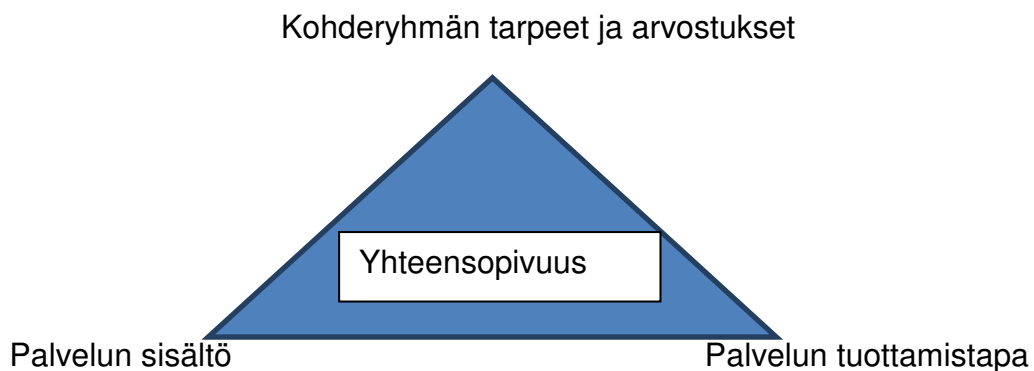 Kohderyhmän tarpeet ja arvostukset
Yhteensopivuus
Palvelun sisältö
Palvelun tuottamistapa